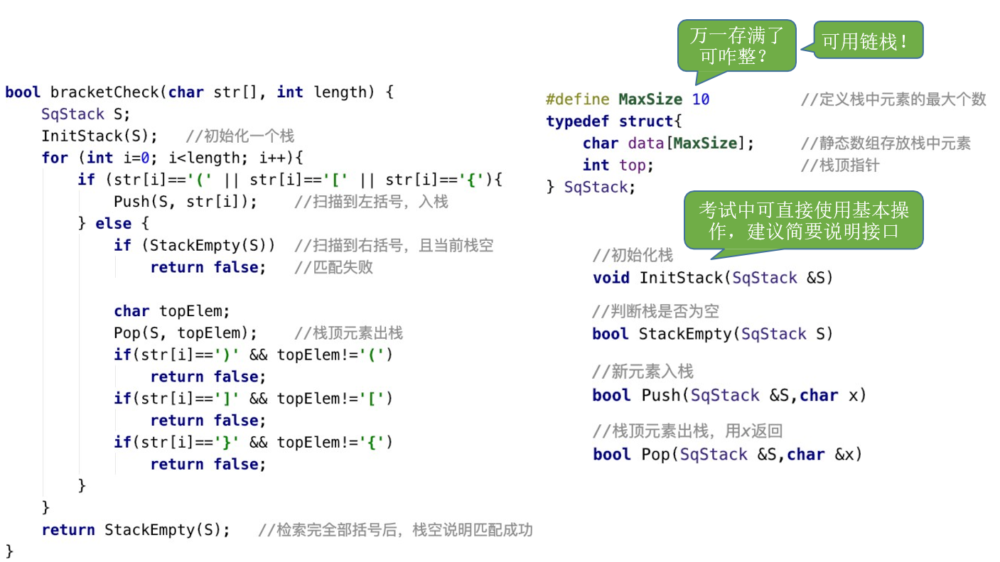 bool bracketCheck(char str[], int length) {
    SqStack S;
    InitStack(S);   //初始化一个栈
    for (int i=0; i<length; i++){
        if (str[i]=='(' || str[i]=='[' || str[i]=='{'){
            Push(S, str[i]);    //扫描到左括号，入栈
        } else {
            if (StackEmpty(S))  //扫描到右括号，且当前栈空
                return false;   //匹配失败
            char topElem;
            Pop(S, topElem);    //栈顶元素出栈
            if(str[i]==')' && topElem!='(')
                return false;
            if(str[i]==']' && topElem!='[')
                return false;
            if(str[i]=='}' && topElem!='{')
                return false;
        }
    }
    return StackEmpty(S);   //检索完全部括号后，栈空说明匹配成功
}
万一存满了
可咋整？
可用链栈！
#define MaxSize 10          //定义栈中元素的最大个数
typedef struct{
    char data[MaxSize];     //静态数组存放栈中元素
    int top;                //栈顶指针
} SqStack;
考试中可直接使用基本操
作，建议简要说明接口
//初始化栈
void InitStack(SqStack &S)
//判断栈是否为空
bool StackEmpty(SqStack S)
//新元素入栈
bool Push(SqStack &S,char x)
//栈顶元素出栈，用x返回
bool Pop(SqStack &S,char &x)